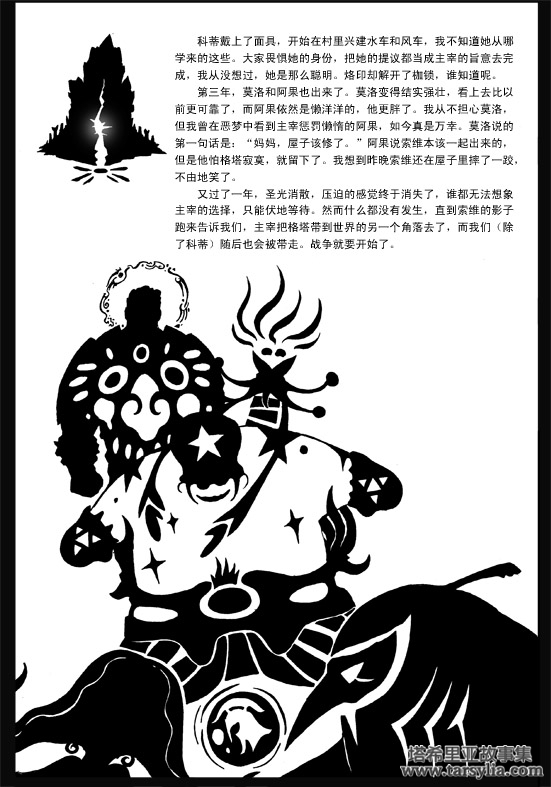 科蒂戴上了面具，开始在村里兴建水车和风车，我不知道她从哪
学来的这些。大家畏惧她的身份，把她的提议都当成主宰的旨意去完
成，我从没想过，她是那么聪明。烙印却解开了枷锁，谁知道呢。
第三年，莫洛和阿果也出来了。莫洛变得结实强壮，看上去比以
前更可靠了，而阿果依然是懒洋洋的，他更胖了。我从不担心莫洛，
但我曾在恶梦中看到主宰惩罚懒惰的阿果，如今真是万幸。莫洛说的
第一句话是：“妈妈，屋子该修了。”阿果说索维本该一起出来的，
但是他怕格塔寂寞，就留下了。我想到昨晚索维还在屋里摔了一跤，
不由地笑了。
又过了一年，圣光消散，压迫的感觉终于消失了，谁都无法想象
主宰的选择，只能伏地等待。然而什么都没有发生，直到索维的影子
跑来告诉我们，主宰把格塔带到世界的另一个角落去了，而我们（除
了科蒂）随后也会被带走。战争就要开始了。
塔希里亚故事集
www.tarsylia.com